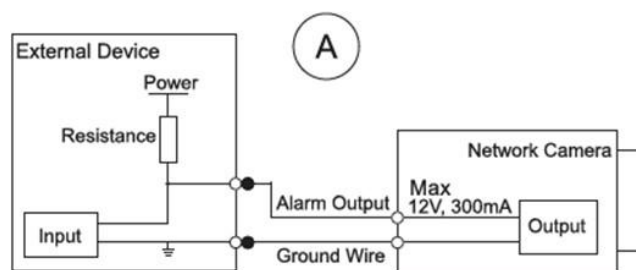 A
External Device
Power
Resistance
Network Camera
Alarm Output
Max
12V, 300mA
Input
Output
Ground Wire